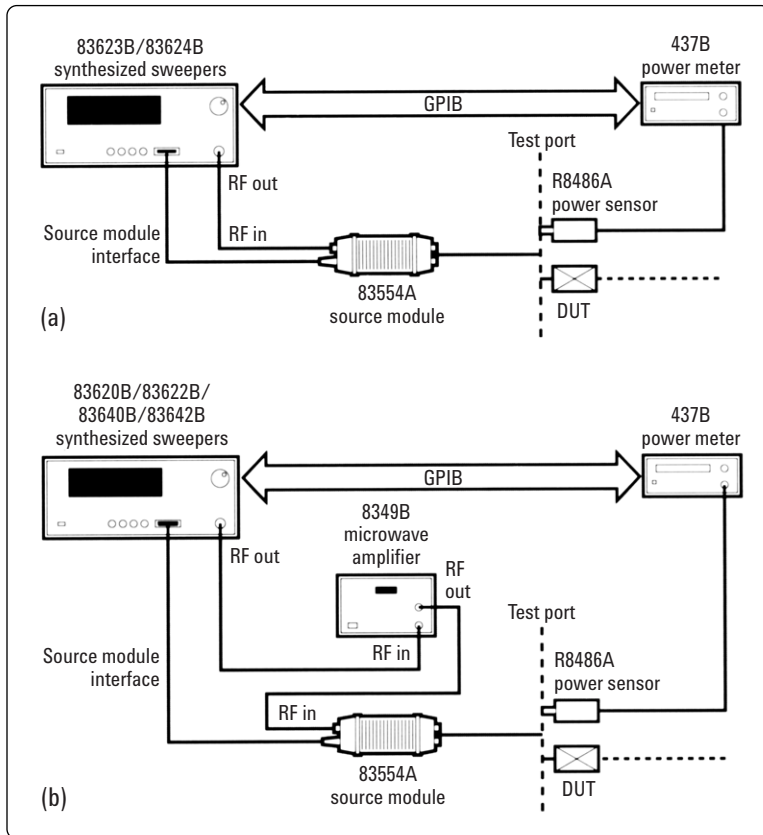 83623B/83624B
synthesized sweepers
437B
power meter
GPIB
Test port
RF out
R8486A
power sensor
Source module
interface
RF in
83554A
source module
DUT
(a)
83620B/83622B/
83640B/83642B
synthesized sweepers
437B
power meter
GPIB
8349B
microwave
amplifier
RF out
RF
out
Test port
RF in
Source module
interface
R8486A
power sensor
RF in
83554A
source module
DUT
(b)